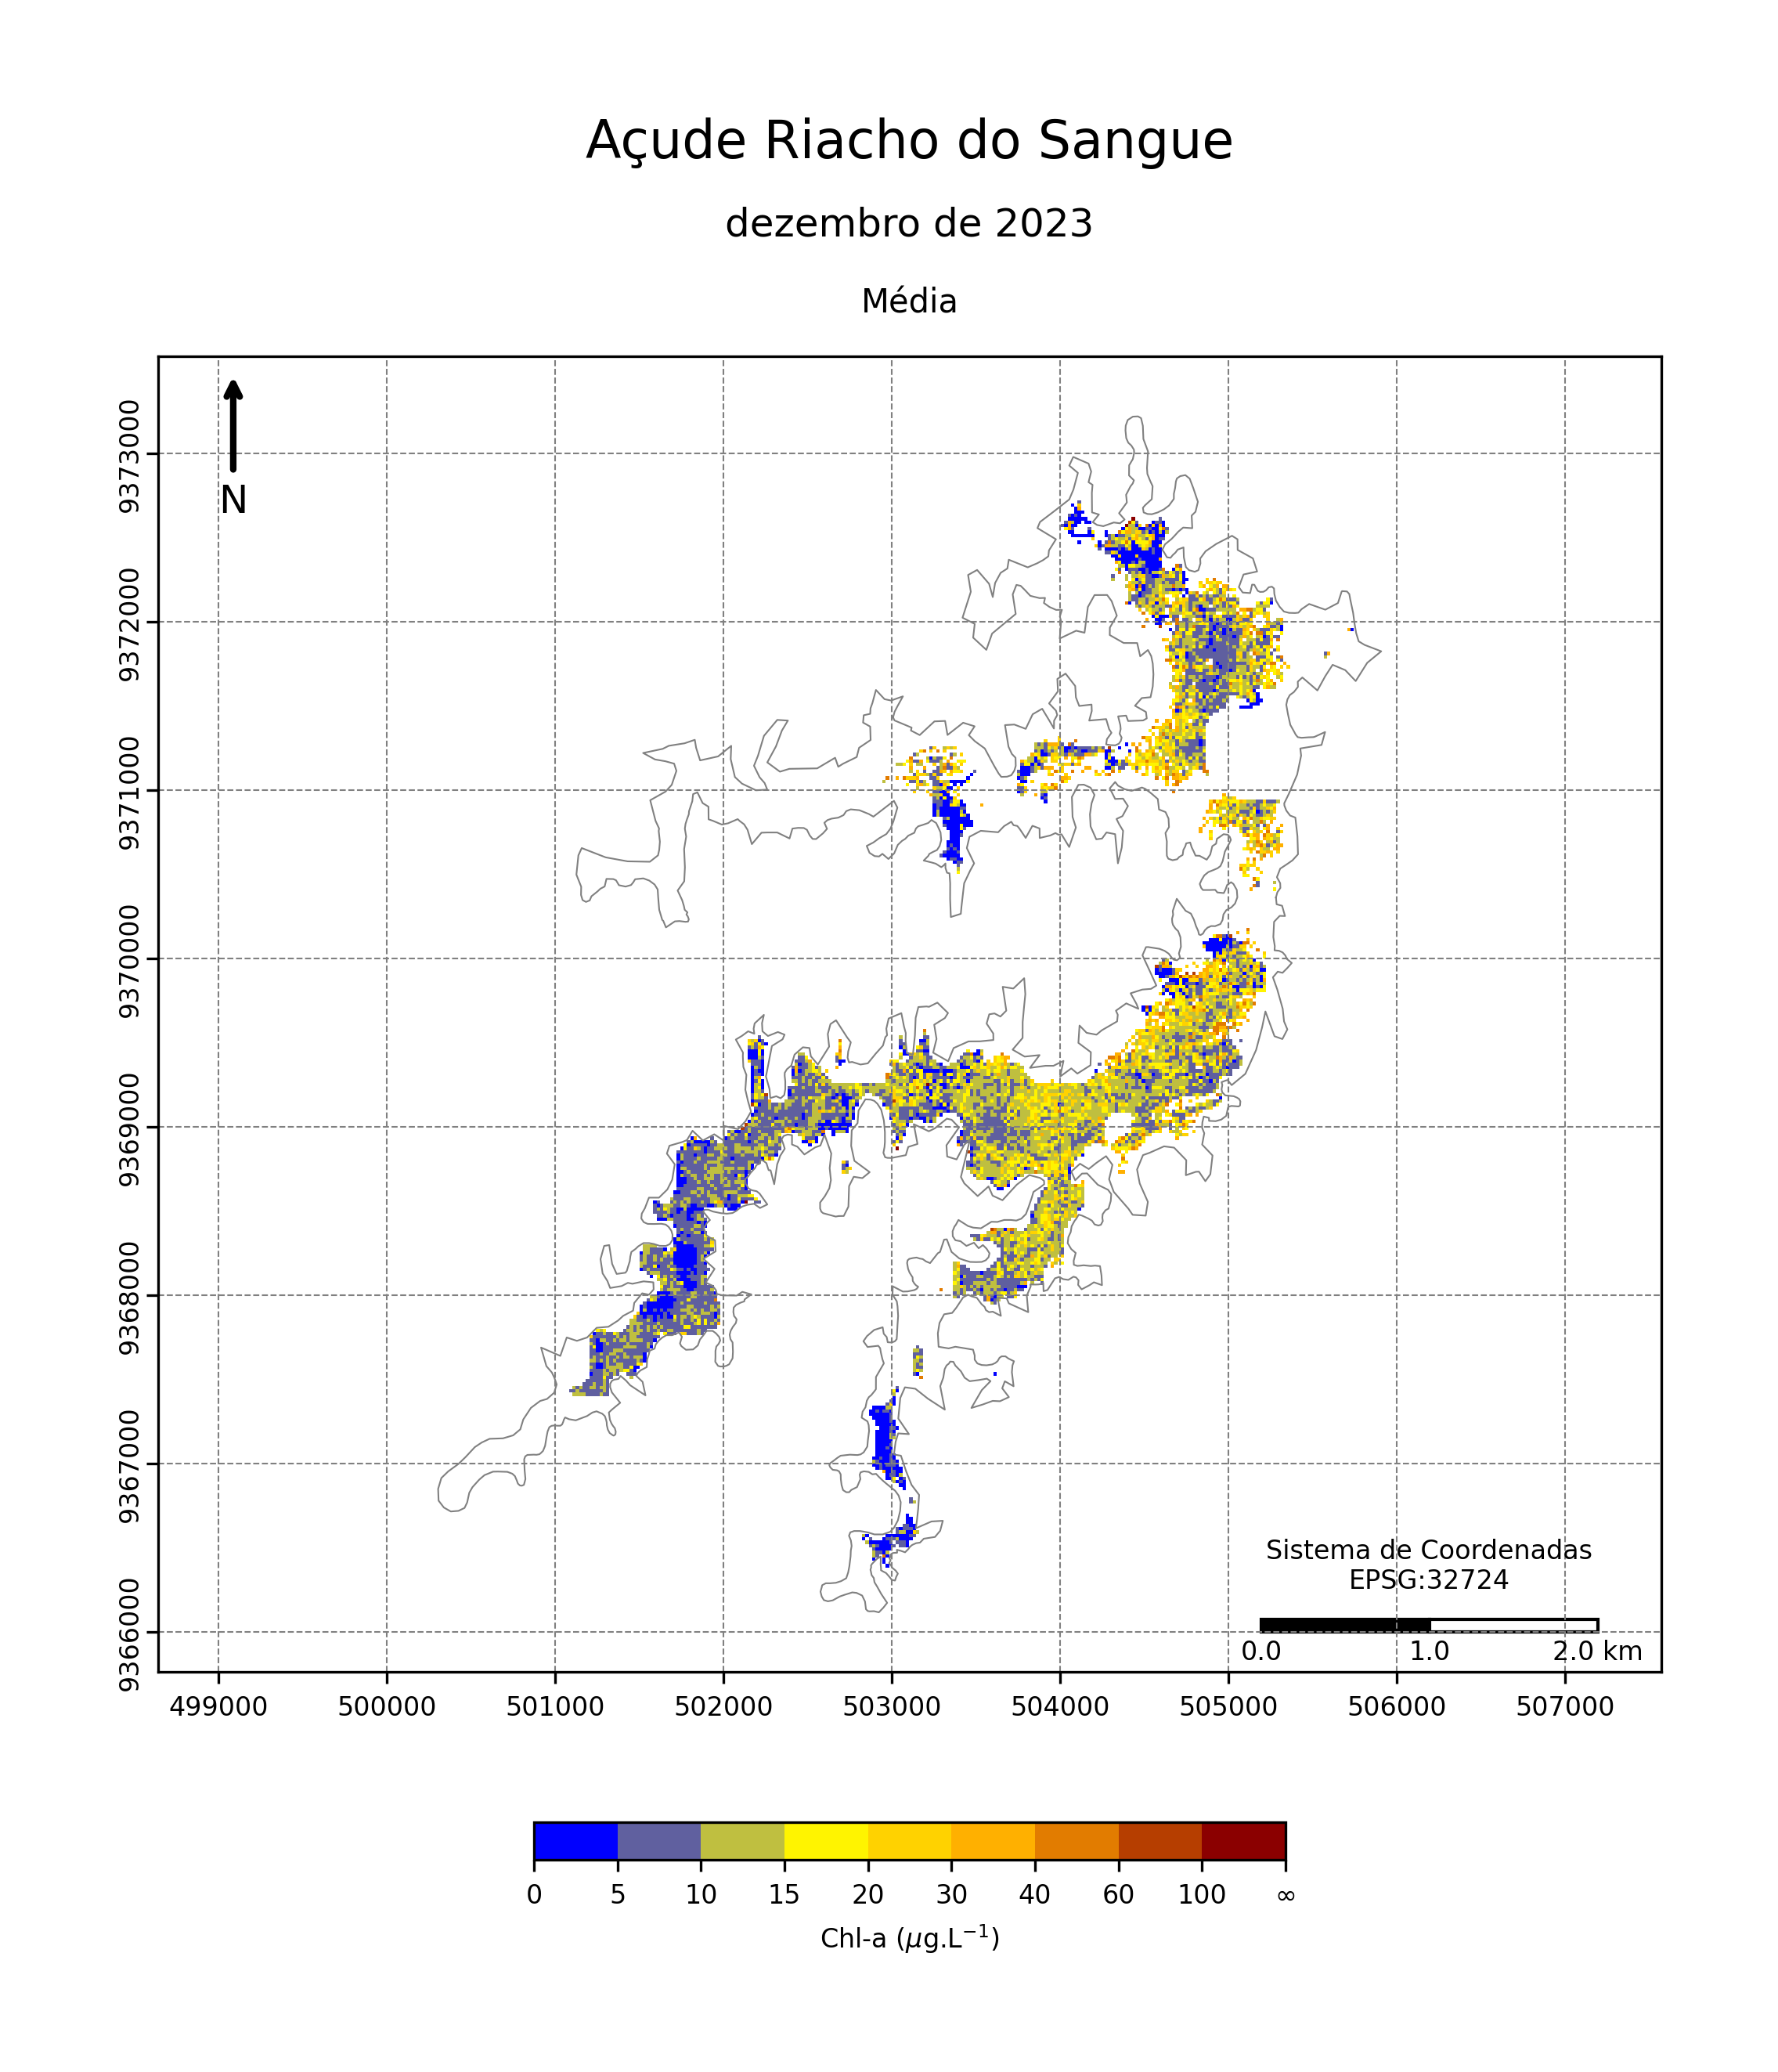 Açude Riacho do Sangue
dezembro de 2023
Média
9373000
9372000
9371000
9370000
9369000
9368000
9367000
9366000
N
Sistema de Coordenadas
EPSG:32724
0.0 1.0 2.0 km
499000 500000 501000 502000 503000 504000 505000 506000 507000
0 5 10 15 20 30 40 60 100 ∞
Chl-a (μg.L⁻¹)